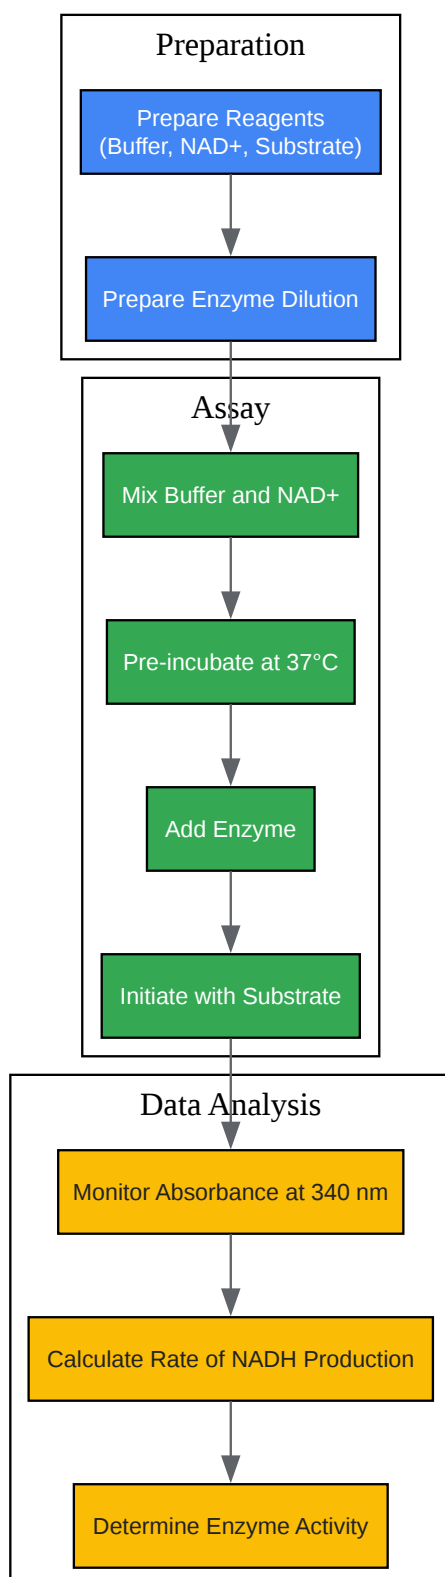 Preparation
Prepare Reagents
(Buffer, NAD+, Substrate)
Prepare Enzyme Dilution
Assay
Mix Buffer and NAD+
Pre-incubate at 37°C
Add Enzyme
Initiate with Substrate
Data Analysis
Monitor Absorbance at 340 nm
Calculate Rate of NADH Production
Determine Enzyme Activity